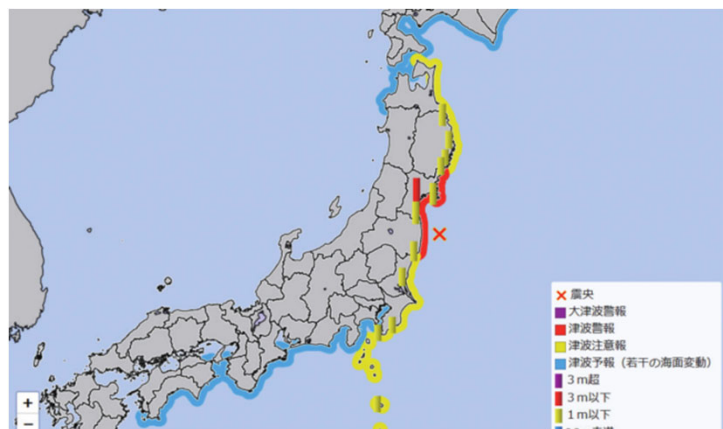 震央
大津波警報
津波警報
津波注意報
津波予報（若干の海面変動）
3ｍ超
3ｍ以下
1ｍ以下
+
−